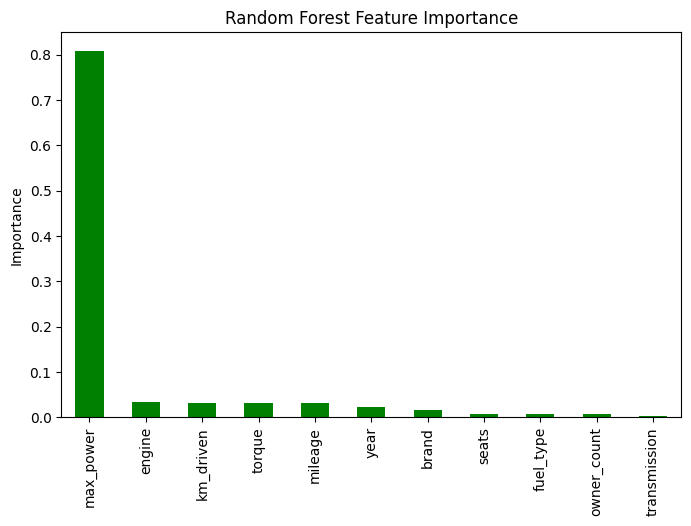 Random Forest Feature Importance
Importance
0.8
0.7
0.6
0.5
0.4
0.3
0.2
0.1
0.0
max_power
engine
km_driven
torque
mileage
year
brand
seats
fuel_type
owner_count
transmission